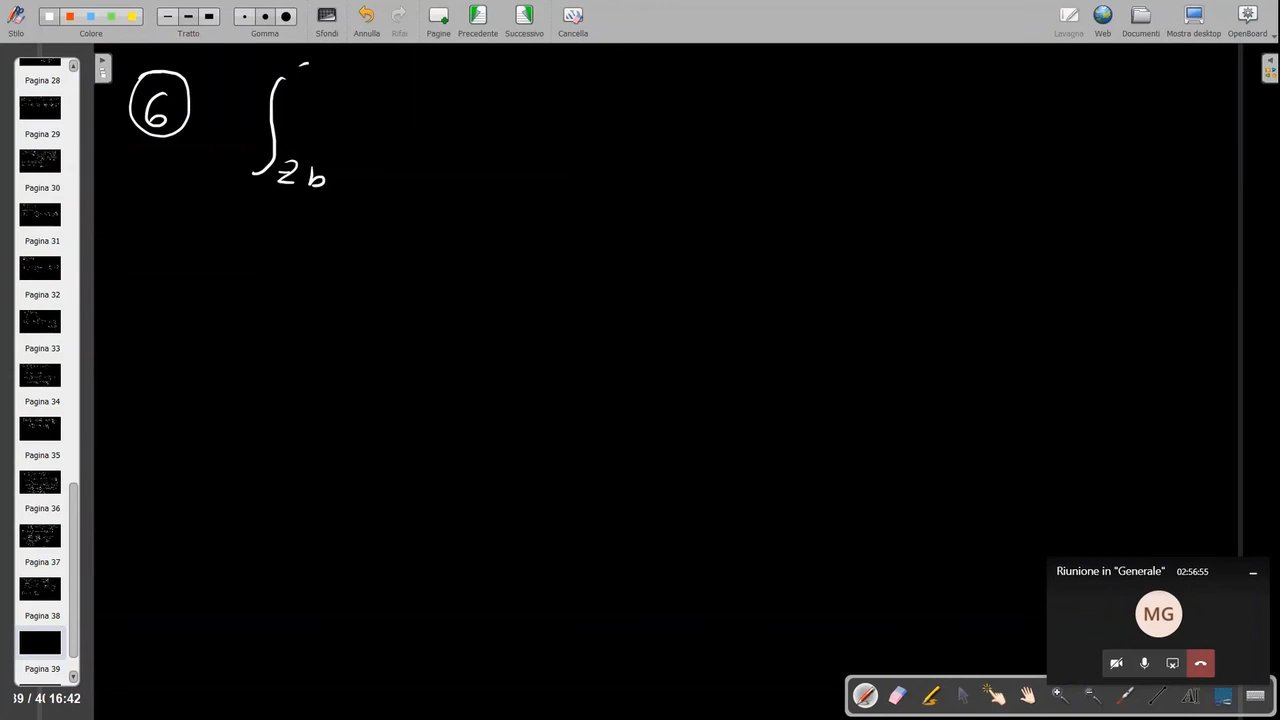 Stilo
Colore
Tratto
Gomma
Sfondi
Annulla
Rifai
Pagine
Precedente
Successivo
Cancella
Lavagna
Web
Documenti
Mostra desktop
OpenBoard
Pagina 28
Pagina 29
Pagina 30
Pagina 31
Pagina 32
Pagina 33
Pagina 34
Pagina 35
Pagina 36
Pagina 37
Pagina 38
Pagina 39
16:42
6 ∫
2b
Riunione in "Generale" 02:56:55
MG